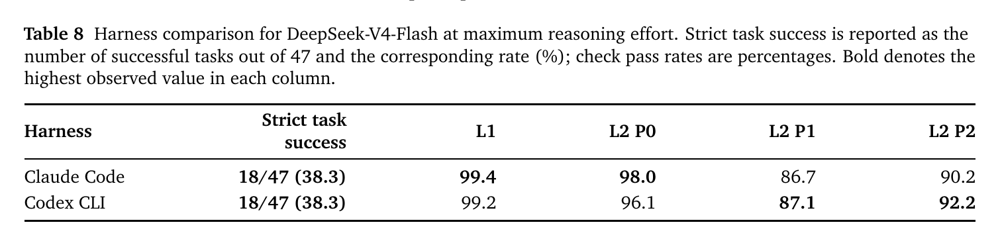 Table 8 Harness comparison for DeepSeek-V4-Flash at maximum reasoning effort. Strict task success is reported as the
number of successful tasks out of 47 and the corresponding rate (%); check pass rates are percentages. Bold denotes the
highest observed value in each column.
Harness Strict task success L1 L2 P0 L2 P1 L2 P2
Claude Code 18/47 (38.3) 99.4 98.0 86.7 90.2
Codex CLI 18/47 (38.3) 99.2 96.1 87.1 92.2